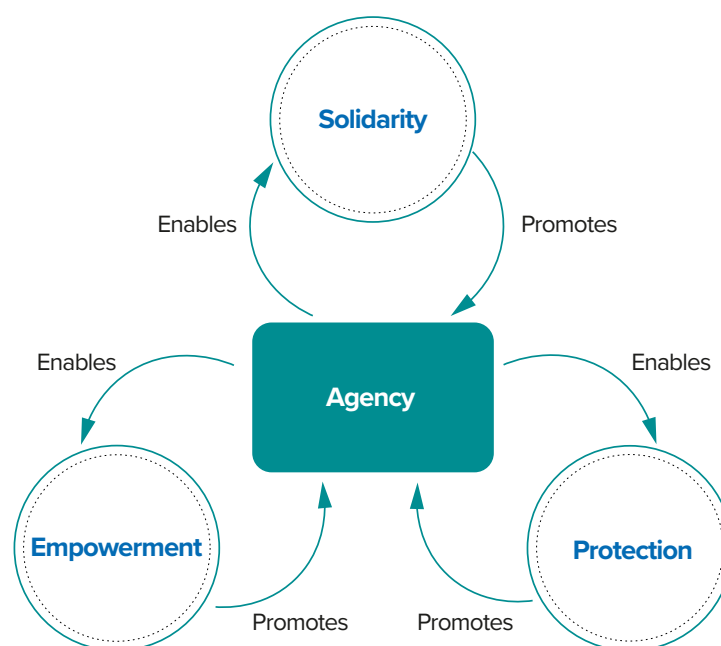 Solidarity
Enables
Promotes
Enables
Enables
Agency
Empowerment
Protection
Promotes
Promotes